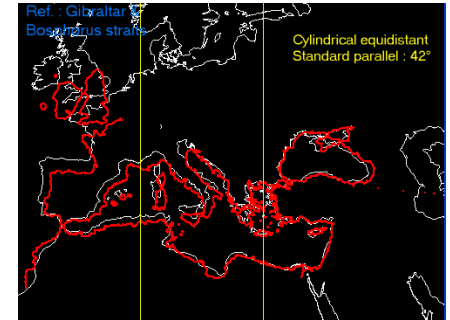 Ref. : Gibraltar &
Bosphorus straits
Cylindrical equidistant
Standard parallel : 42°